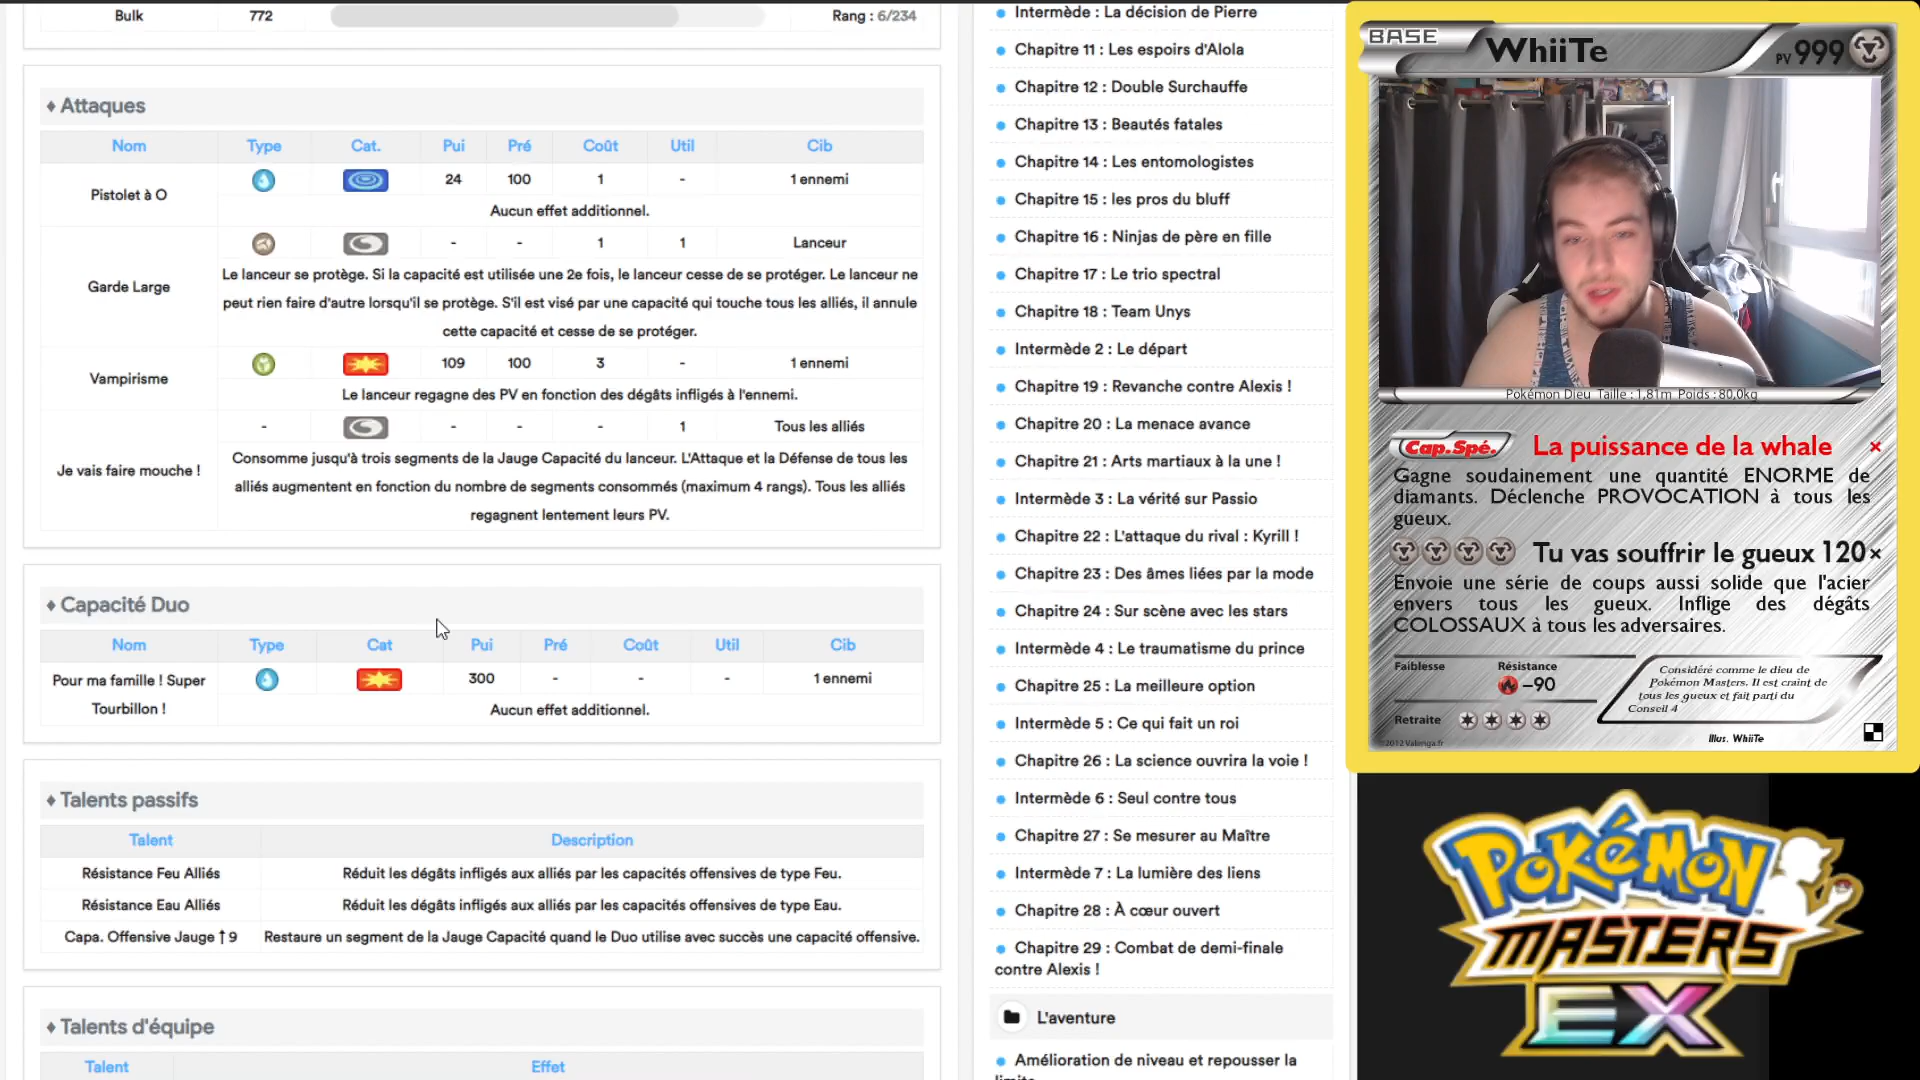 Bulk 772 Rang : 6/234
♦ Attaques
Nom Type Cat. Pui Pré Coût Util Cib
Pistolet à O 24 100 1 - 1 ennemi
Aucun effet additionnel.
Garde Large - - 1 1 Lanceur
Le lanceur se protège. Si la capacité est utilisée une 2e fois, le lanceur cesse de se protéger. Le lanceur ne
peut rien faire d'autre lorsqu'il se protège. S'il est visé par une capacité qui touche tous les alliés, il annule
cette capacité et cesse de se protéger.
Vampirisme 109 100 3 - 1 ennemi
Le lanceur regagne des PV en fonction des dégâts infligés à l'ennemi.
Je vais faire mouche ! - - - - 1 Tous les alliés
Consomme jusqu'à trois segments de la Jauge Capacité du lanceur. L'Attaque et la Défense de tous les
alliés augmentent en fonction du nombre de segments consommés (maximum 4 rangs). Tous les alliés
regagnent lentement leurs PV.
♦ Capacité Duo
Nom Type Cat Pui Pré Coût Util Cib
Pour ma famille ! Super
Tourbillon !
300 - - - 1 ennemi
Aucun effet additionnel.
♦ Talents passifs
Talent Description
Résistance Feu Alliés Réduit les dégâts infligés aux alliés par les capacités offensives de type Feu.
Résistance Eau Alliés Réduit les dégâts infligés aux alliés par les capacités offensives de type Eau.
Capa. Offensive Jauge ↑ 9 Restaure un segment de la Jauge Capacité quand le Duo utilise avec succès une capacité offensive.
♦ Talents d'équipe
Talent Effet
Intermède : La décision de Pierre
Chapitre 11 : Les espoirs d'Alola
Chapitre 12 : Double Surchauffe
Chapitre 13 : Beautés fatales
Chapitre 14 : Les entomologistes
Chapitre 15 : les pros du bluff
Chapitre 16 : Ninjas de père en fille
Chapitre 17 : Le trio spectral
Chapitre 18 : Team Unys
Intermède 2 : Le départ
Chapitre 19 : Revanche contre Alexis !
Chapitre 20 : La menace avance
Chapitre 21 : Arts martiaux à la une !
Intermède 3 : La vérité sur Passio
Chapitre 22 : L'attaque du rival : Kyrill !
Chapitre 23 : Des âmes liées par la mode
Chapitre 24 : Sur scène avec les stars
Intermède 4 : Le traumatisme du prince
Chapitre 25 : La meilleure option
Intermède 5 : Ce qui fait un roi
Chapitre 26 : La science ouvrira la voie !
Intermède 6 : Seul contre tous
Chapitre 27 : Se mesurer au Maître
Intermède 7 : La lumière des liens
Chapitre 28 : À cœur ouvert
Chapitre 29 : Combat de demi-finale
contre Alexis !
L'aventure
Amélioration de niveau et repousser la
BASE WhiiTe PV 999
Pokémon Dieu Taille : 1,81m Poids : 80,0kg
Cap.Spé. La puissance de la whale ×
Gagne soudainement une quantité ENORME de
diamants. Déclenche PROVOCATION à tous les
gueux.
Tu vas souffrir le gueux 120×
Envoie une série de coups aussi solide que l'acier
envers tous les gueux. Inflige des dégâts
COLOSSAUX à tous les adversaires.
Faiblesse Résistance
-90
Retraite
Considéré comme le dieu de
Pokémon Masters. Il est craint de
tous les gueux et fait parti du
Conseil 4
Illus. WhiiTe
©2012 Valenga.fr
POKÉMON
MASTERS
EX